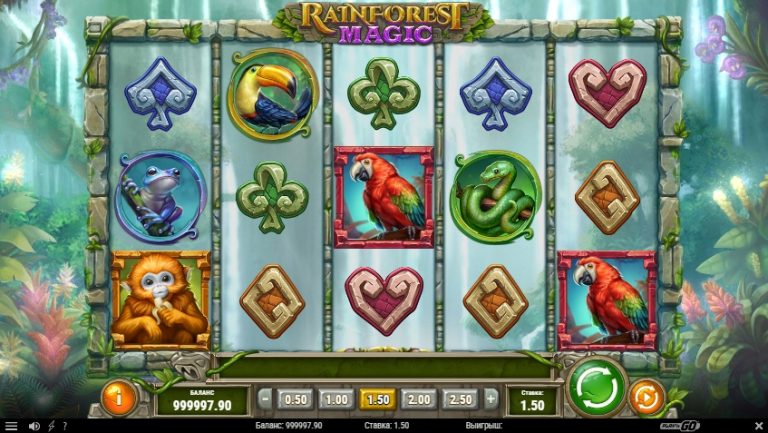 RAINFOREST
MAGIC
БАЛАНС
999997.90
- 0.50 1.00 1.50 2.00 2.50 +
Ставка:
1.50
Баланс: 999997.90 Ставка: 1.50 Выигрыш:
PLAY'N GO